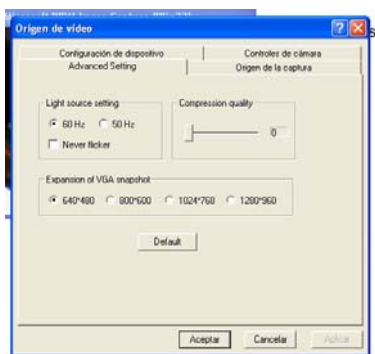 Origen de vídeo
Configuración de dispositivo
Controles de cámara
Advanced Setting
Origen de la captura
Light source setting
60 Hz
50 Hz
Never flicker
Compression quality
0
Expansion of VGA snapshot
640*480
800*600
1024*760
1280*960
Default
Aceptar
Cancelar
Aplicar